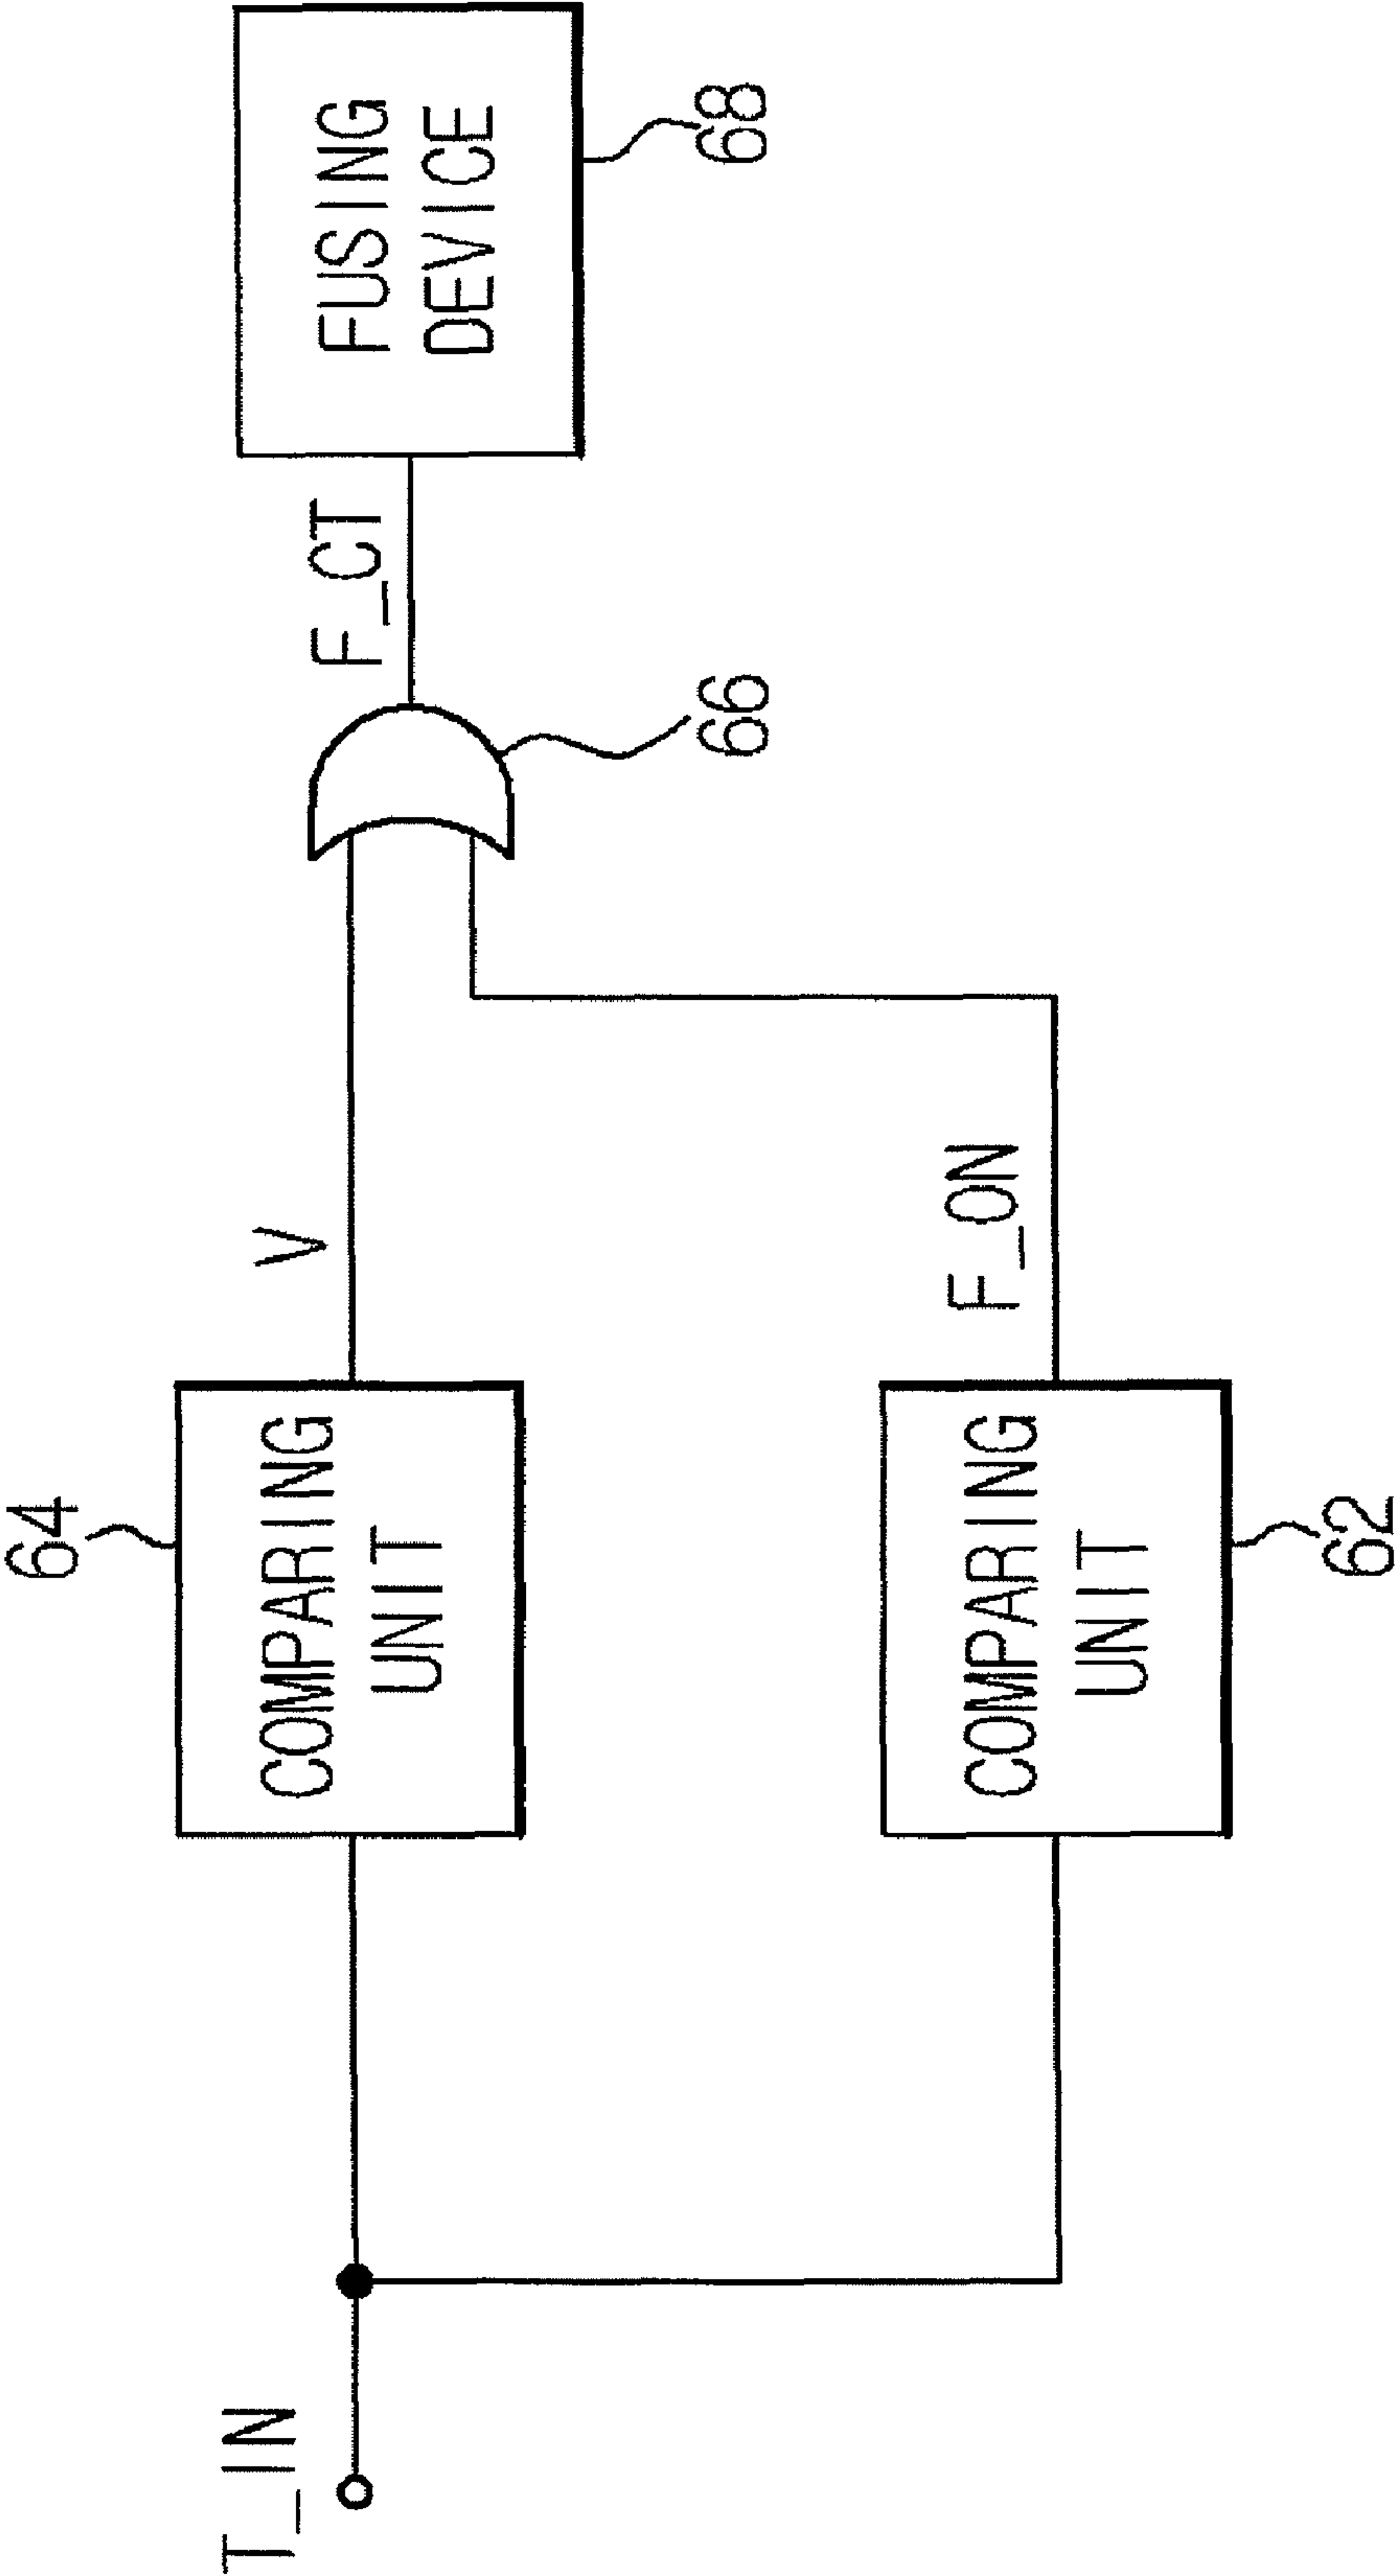 64
COMPARING
UNIT
V
T_IN
F_CT
FUSING
DEVICE
66
68
F_ON
COMPARING
UNIT
62